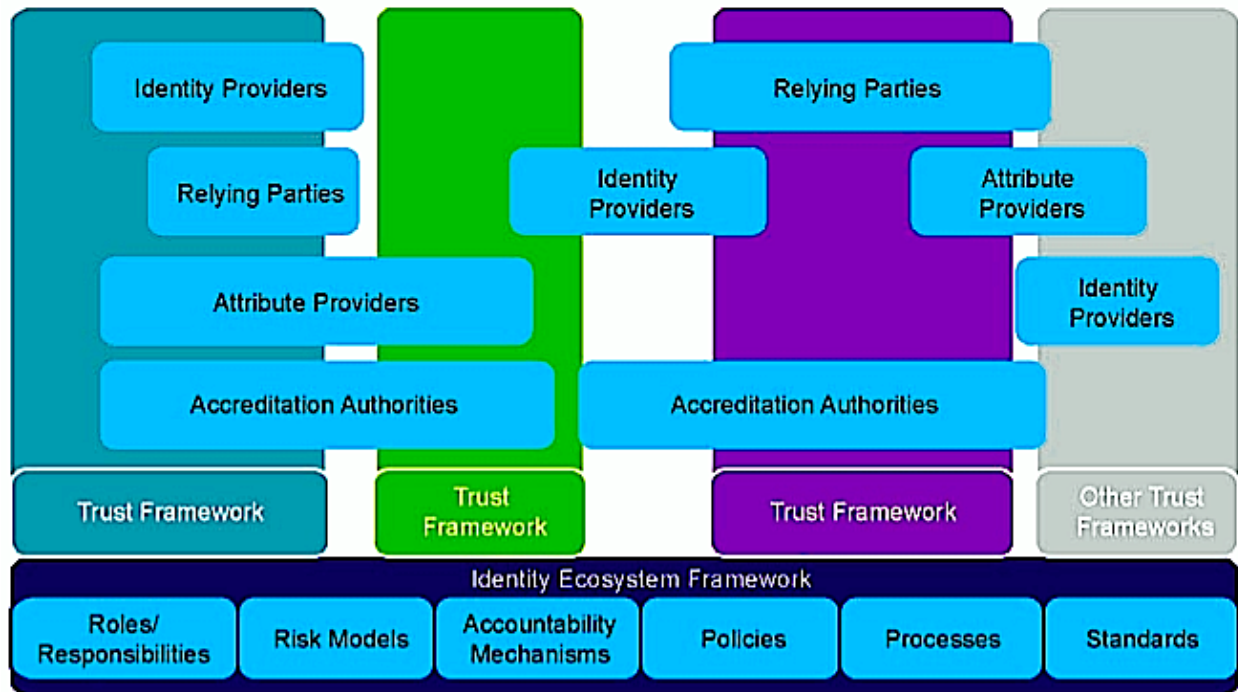 Identity Providers
Relying Parties
Relying Parties
Identity
Providers
Attribute
Providers
Attribute Providers
Identity
Providers
Accreditation Authorities
Accreditation Authorities
Trust Framework
Trust
Framework
Trust Framework
Other Trust
Frameworks
Identity Ecosystem Framework
Roles/
Responsibilities
Risk Models
Accountability
Mechanisms
Policies
Processes
Standards